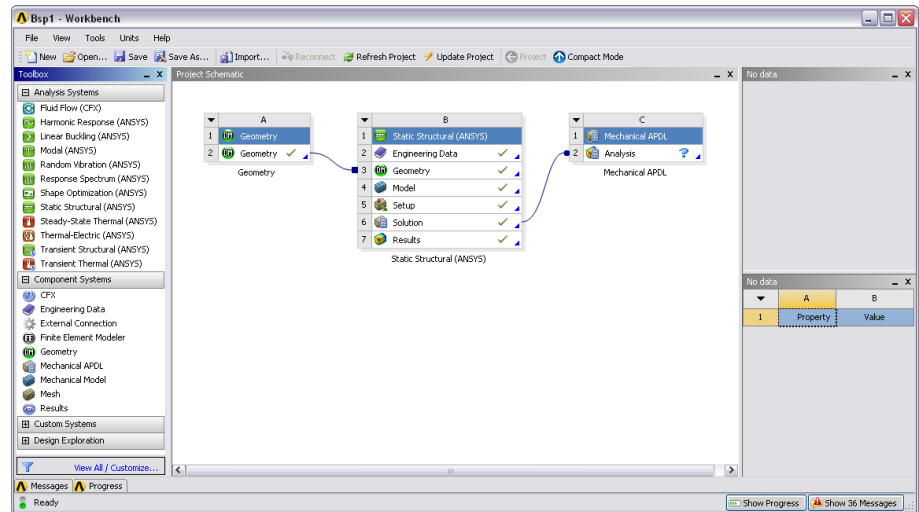 Bsp1 - Workbench
File View Tools Units Help
New Open... Save Save As... Import... Reconnect Refresh Project Update Project Project Compact Mode
Toolbox
Analysis Systems
Fluid Flow (CFX)
Harmonic Response (ANSYS)
Linear Buckling (ANSYS)
Modal (ANSYS)
Random Vibration (ANSYS)
Response Spectrum (ANSYS)
Shape Optimization (ANSYS)
Static Structural (ANSYS)
Steady-State Thermal (ANSYS)
Thermal-Electric (ANSYS)
Transient Structural (ANSYS)
Transient Thermal (ANSYS)
Component Systems
CFX
Engineering Data
External Connection
Finite Element Modeler
Geometry
Mechanical APDL
Mechanical Model
Mesh
Results
Custom Systems
Design Exploration
View All / Customize...
Project Schematic
A
1 Geometry
2 Geometry
Geometry
B
1 Static Structural (ANSYS)
2 Engineering Data
3 Geometry
4 Model
5 Setup
6 Solution
7 Results
Static Structural (ANSYS)
C
1 Mechanical APDL
2 Analysis ?
Mechanical APDL
No data
No data
A B
1 Property Value
Messages Progress
Ready
Show Progress Show 36 Messages